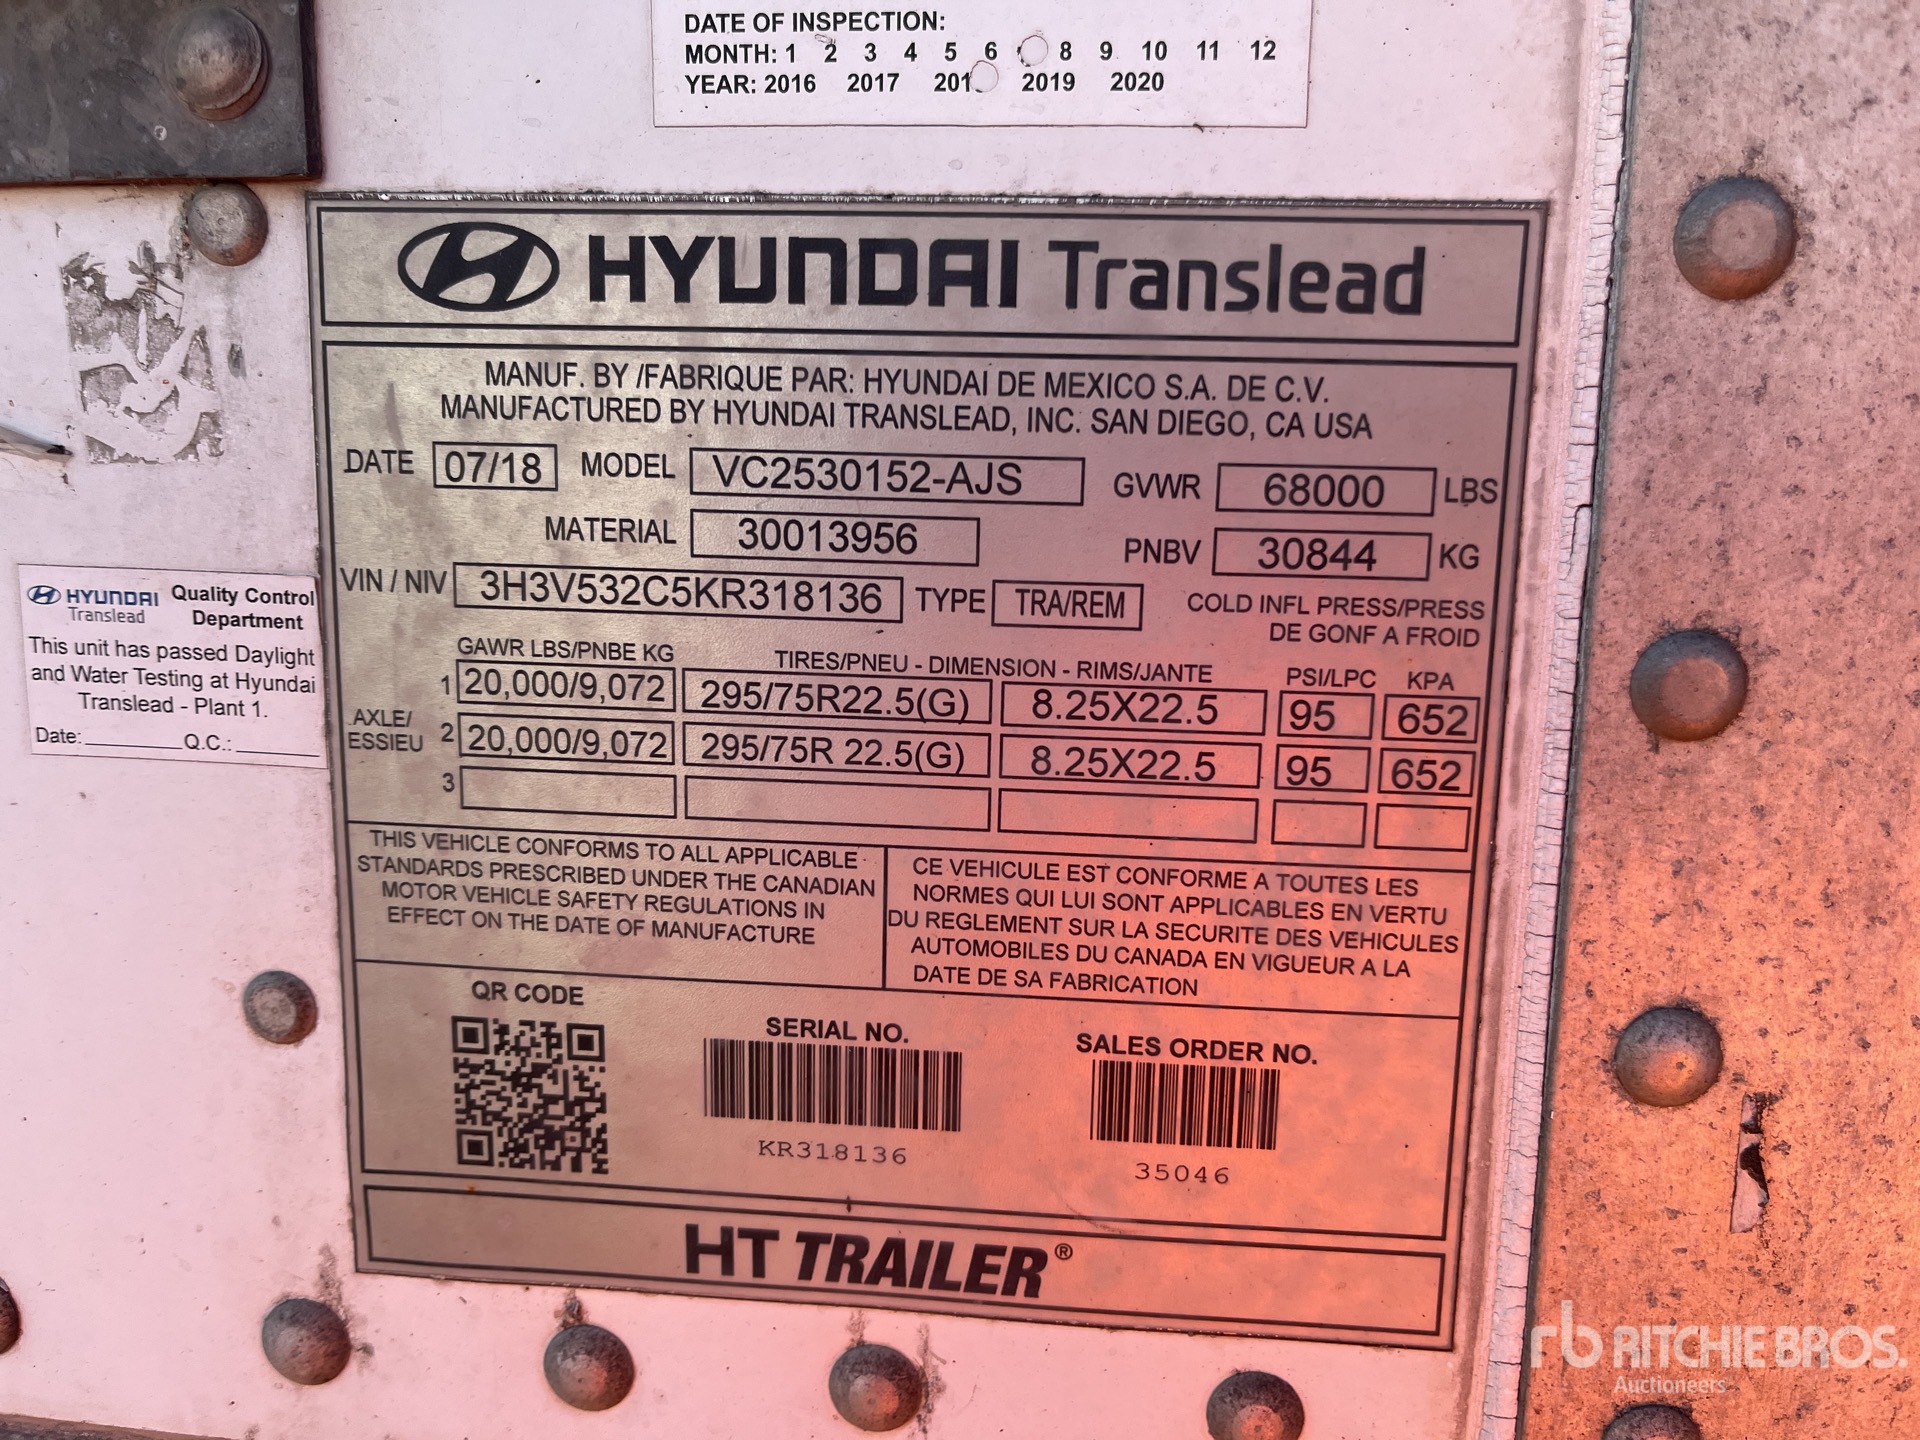 DATE OF INSPECTION:
MONTH: 1 2 3 4 5 6 8 9 10 11 12
YEAR: 2016 2017 201 2019 2020
HYUNDAI Translead
MANUF. BY /FABRIQUE PAR: HYUNDAI DE MEXICO S.A. DE C.V.
MANUFACTURED BY HYUNDAI TRANSLEAD, INC. SAN DIEGO, CA USA
DATE 07/18 MODEL VC2530152-AJS GVWR 68000 LBS
MATERIAL 30013956 PNBV 30844 KG
VIN / NIV 3H3V532C5KR318136 TYPE TRA/REM COLD INFL PRESS/PRESS
DE GONF A FROID
GAWR LBS/PNBE KG TIRES/PNEU - DIMENSION - RIMS/JANTE PSI/LPC KPA
1 20,000/9,072 295/75R22.5(G) 8.25X22.5 95 652
AXLE/
ESSIEU
2 20,000/9,072 295/75R 22.5(G) 8.25X22.5 95 652
3
THIS VEHICLE CONFORMS TO ALL APPLICABLE
STANDARDS PRESCRIBED UNDER THE CANADIAN
MOTOR VEHICLE SAFETY REGULATIONS IN
EFFECT ON THE DATE OF MANUFACTURE
CE VEHICULE EST CONFORME A TOUTES LES
NORMES QUI LUI SONT APPLICABLES EN VERTU
DU REGLEMENT SUR LA SECURITE DES VEHICULES
AUTOMOBILES DU CANADA EN VIGUEUR A LA
DATE DE SA FABRICATION
QR CODE
SERIAL NO.
KR318136
SALES ORDER NO.
35046
HT TRAILER®
HYUNDAI
Translead
Quality Control
Department
This unit has passed Daylight
and Water Testing at Hyundai
Translead - Plant 1.
Date: Q.C.:
rb RITCHIE BROS.
Auctioneers